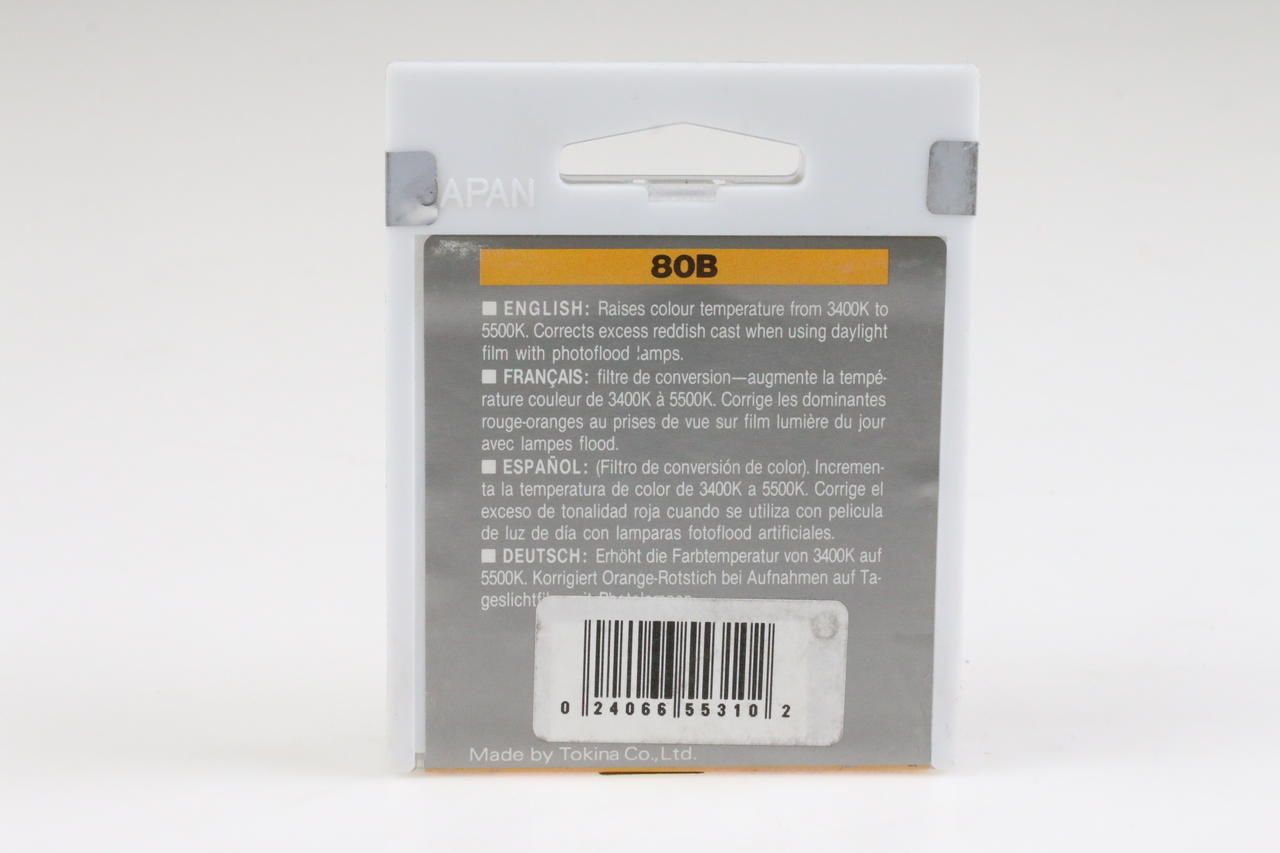 APAN
80B
■ ENGLISH: Raises colour temperature from 3400K to
5500K. Corrects excess reddish cast when using daylight
film with photoflood lamps.
■ FRANÇAIS: filtre de conversion—augmente la tempé-
rature couleur de 3400K à 5500K. Corrige les dominantes
rouge-oranges au prises de vue sur film lumière du jour
avec lampes flood.
■ ESPAÑOL: (Filtro de conversión de color). Incremen-
ta la temperatura de color de 3400K a 5500K. Corrige el
exceso de tonalidad roja cuando se utiliza con pelicula
de luz de día con lamparas fotoflood artificiales.
■ DEUTSCH: Erhöht die Farbtemperatur von 3400K auf
5500K. Korrigiert Orange-Rotstich bei Aufnahmen auf Ta-
geslichtfilm mit Photolampen
0 24066 55310 2
Made by Tokina Co., Ltd.